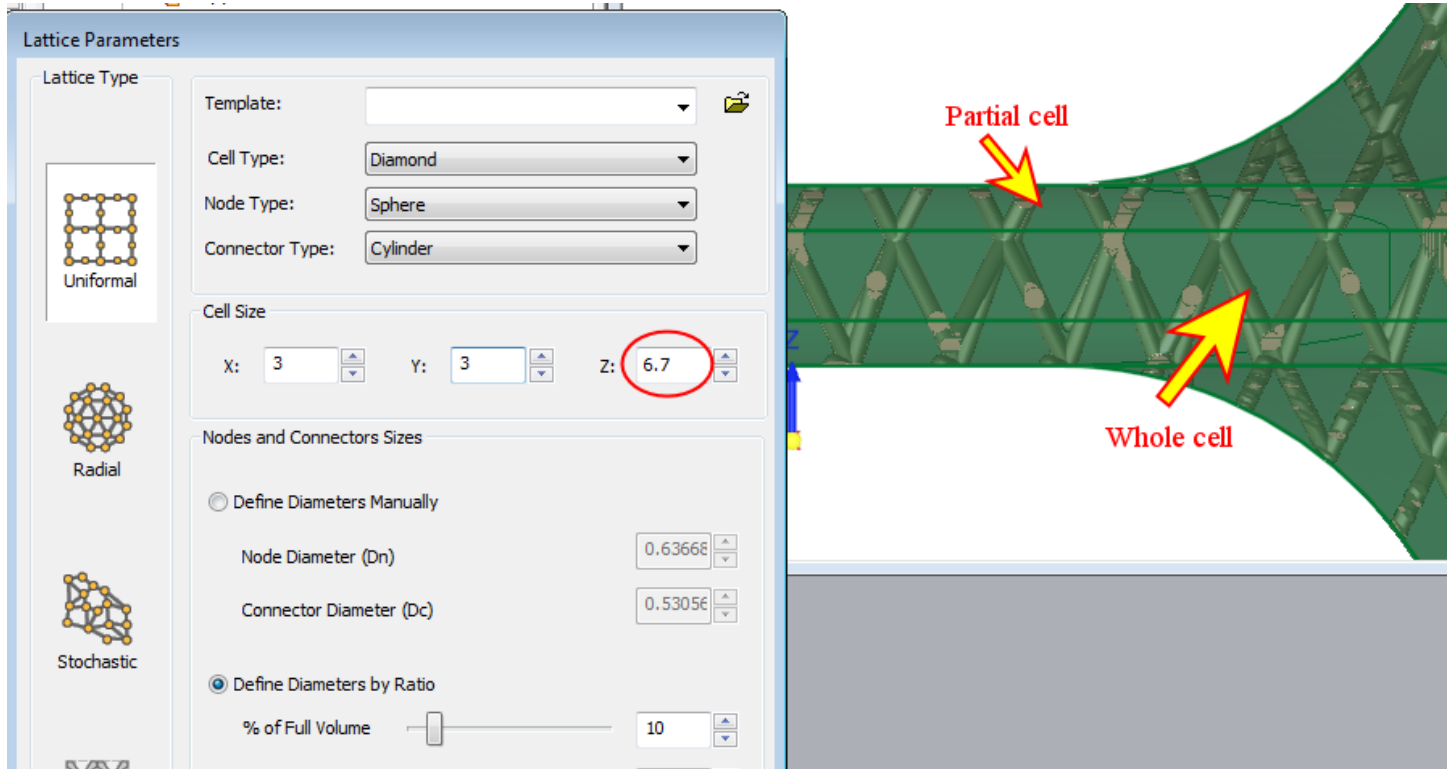 Lattice Parameters
Lattice Type
Uniformal
Radial
Stochastic
Template:
Cell Type: Diamond
Node Type: Sphere
Connector Type: Cylinder
Cell Size
X: 3 Y: 3 Z: 6.7
Nodes and Connectors Sizes
Define Diameters Manually
Node Diameter (Dn) 0.63668
Connector Diameter (Dc) 0.53056
Define Diameters by Ratio
% of Full Volume 10
Partial cell
Whole cell
Z